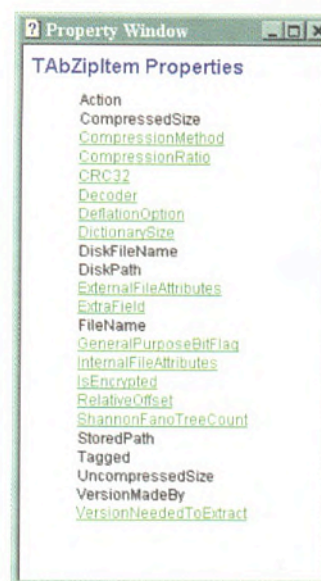 ? Property Window
TAbZipItem Properties
Action
CompressedSize
CompressionMethod
CompressionRatio
CRC32
Decoder
DeflationOption
DictionarySize
DiskFileName
DiskPath
ExternalFileAttributes
ExtraField
FileName
GeneralPurposeBitFlag
InternalFileAttributes
IsEncrypted
RelativeOffset
ShannonFanoTreeCount
StoredPath
Tagged
UncompressedSize
VersionMadeBy
VersionNeededToExtract